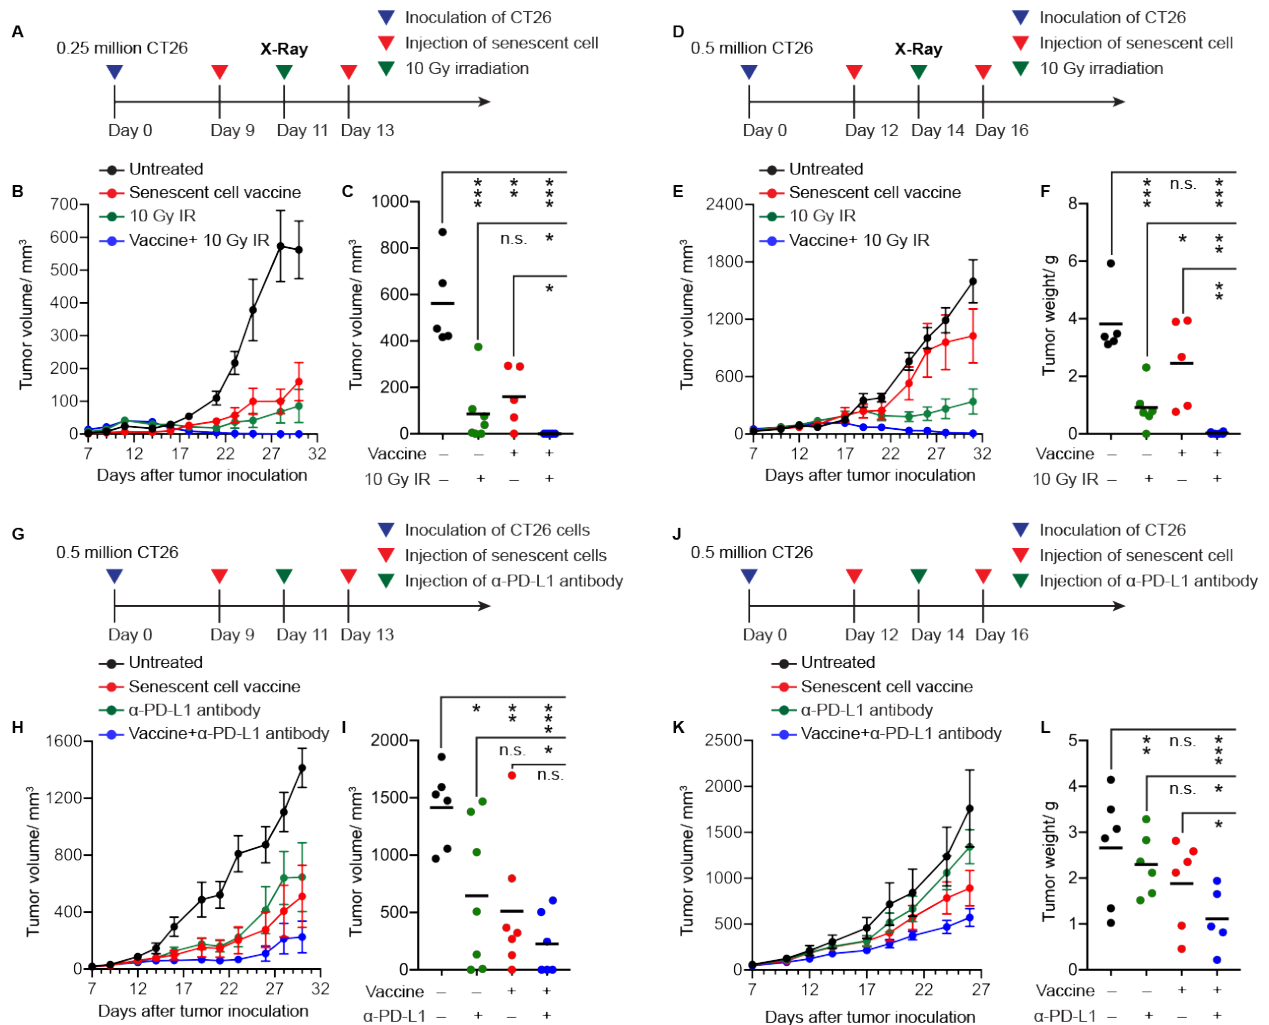 A
0.25 million CT26
X-Ray
Inoculation of CT26
Injection of senescent cell
10 Gy irradiation
Day 0
Day 9
Day 11
Day 13
D
0.5 million CT26
X-Ray
Inoculation of CT26
Injection of senescent cell
10 Gy irradiation
Day 0
Day 12
Day 14
Day 16
B
Untreated
Senescent cell vaccine
10 Gy IR
Vaccine+ 10 Gy IR
Tumor volume/ mm³
700
600
500
400
300
200
100
0
7 12 17 22 27 32
Days after tumor inoculation
C
*** ** ***
n.s. *
*
Tumor volume/ mm³
1000
800
600
400
200
0
Vaccine – – + +
10 Gy IR – + – +
E
Untreated
Senescent cell vaccine
10 Gy IR
Vaccine+ 10 Gy IR
Tumor volume/ mm³
2400
1800
1200
600
0
7 12 17 22 27 32
Days after tumor inoculation
F
*** n.s. ***
* **
**
Tumor weight/ g
8
6
4
2
0
Vaccine – – + +
10 Gy IR – + – +
G
0.5 million CT26
Inoculation of CT26 cells
Injection of senescent cells
Injection of α-PD-L1 antibody
Day 0
Day 9
Day 11
Day 13
J
0.5 million CT26
Inoculation of CT26
Injection of senescent cell
Injection of α-PD-L1 antibody
Day 0
Day 12
Day 14
Day 16
H
Untreated
Senescent cell vaccine
α-PD-L1 antibody
Vaccine+α-PD-L1 antibody
Tumor volume/ mm³
1600
1200
800
400
0
7 12 17 22 27 32
Days after tumor inoculation
I
* ** ***
n.s. *
n.s.
Tumor volume/ mm³
2000
1500
1000
500
0
Vaccine – – + +
α-PD-L1 – + – +
K
Untreated
Senescent cell vaccine
α-PD-L1 antibody
Vaccine+α-PD-L1 antibody
Tumor volume/ mm³
2500
2000
1500
1000
500
0
7 12 17 22 27
Days after tumor inoculation
L
** n.s. ***
n.s. *
*
Tumor weight/ g
5
4
3
2
1
0
Vaccine – – + +
α-PD-L1 – + – +